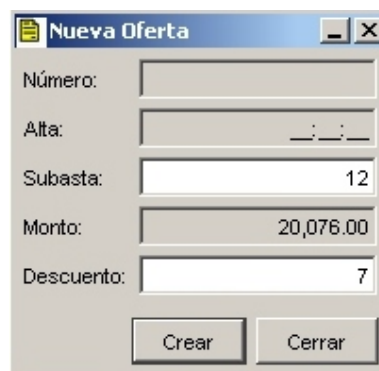 Nueva Oferta
Número:
Alta: __:__:__
Subasta: 12
Monto: 20,076.00
Descuento: 7
Crear Cerrar